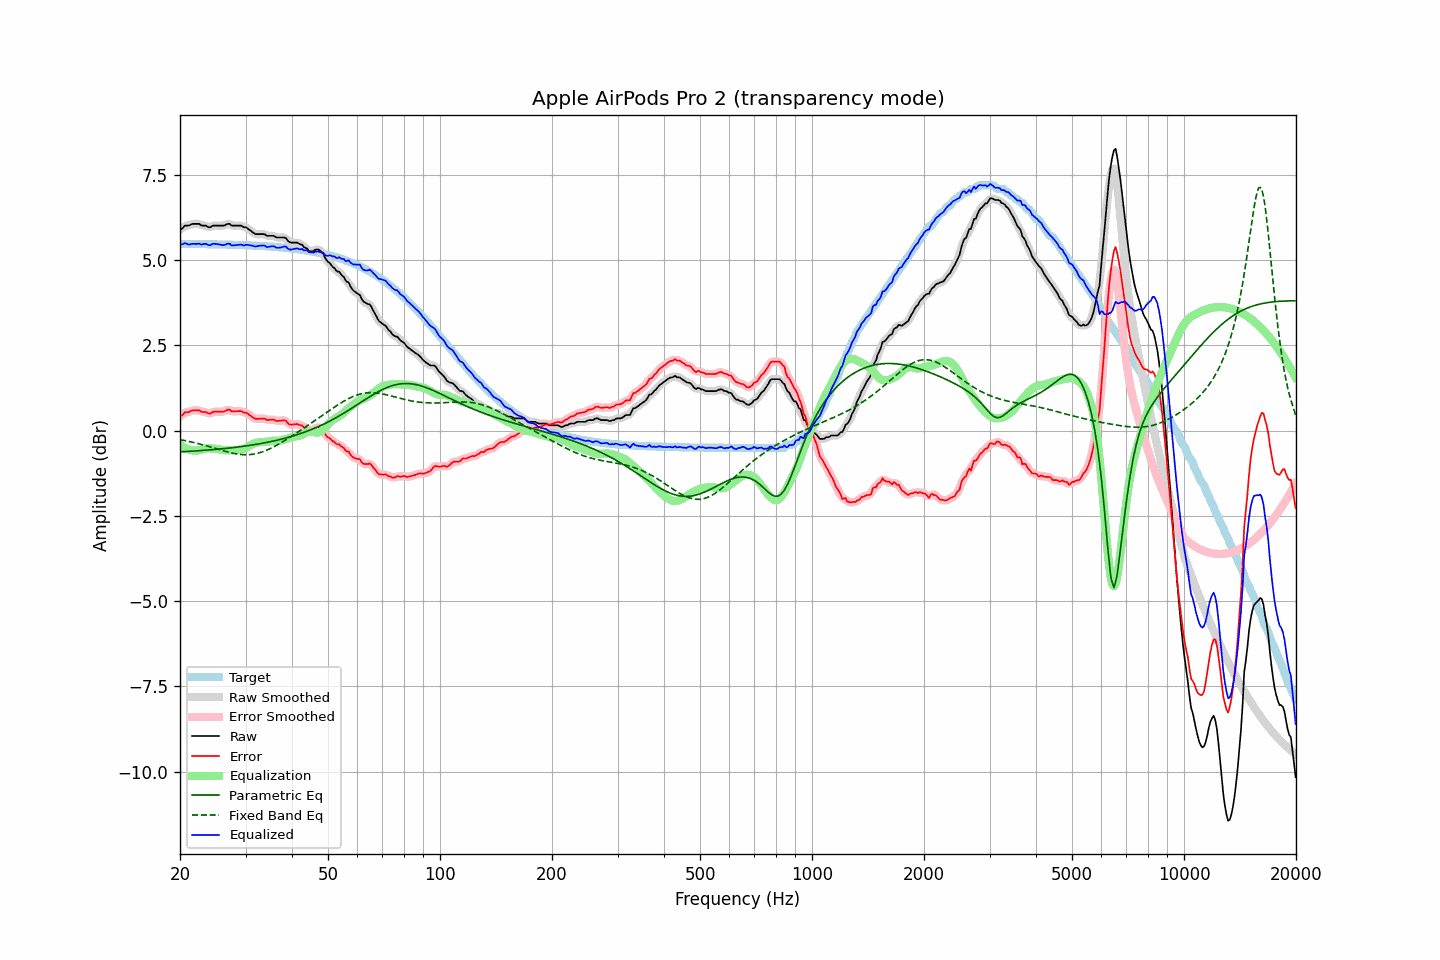 Apple AirPods Pro 2 (transparency mode)
Amplitude (dBr)
7.5
5.0
2.5
0.0
−2.5
−5.0
−7.5
−10.0
Target
Raw Smoothed
Error Smoothed
Raw
Error
Equalization
Parametric Eq
Fixed Band Eq
Equalized
20 50 100 200 500 1000 2000 5000 10000 20000
Frequency (Hz)